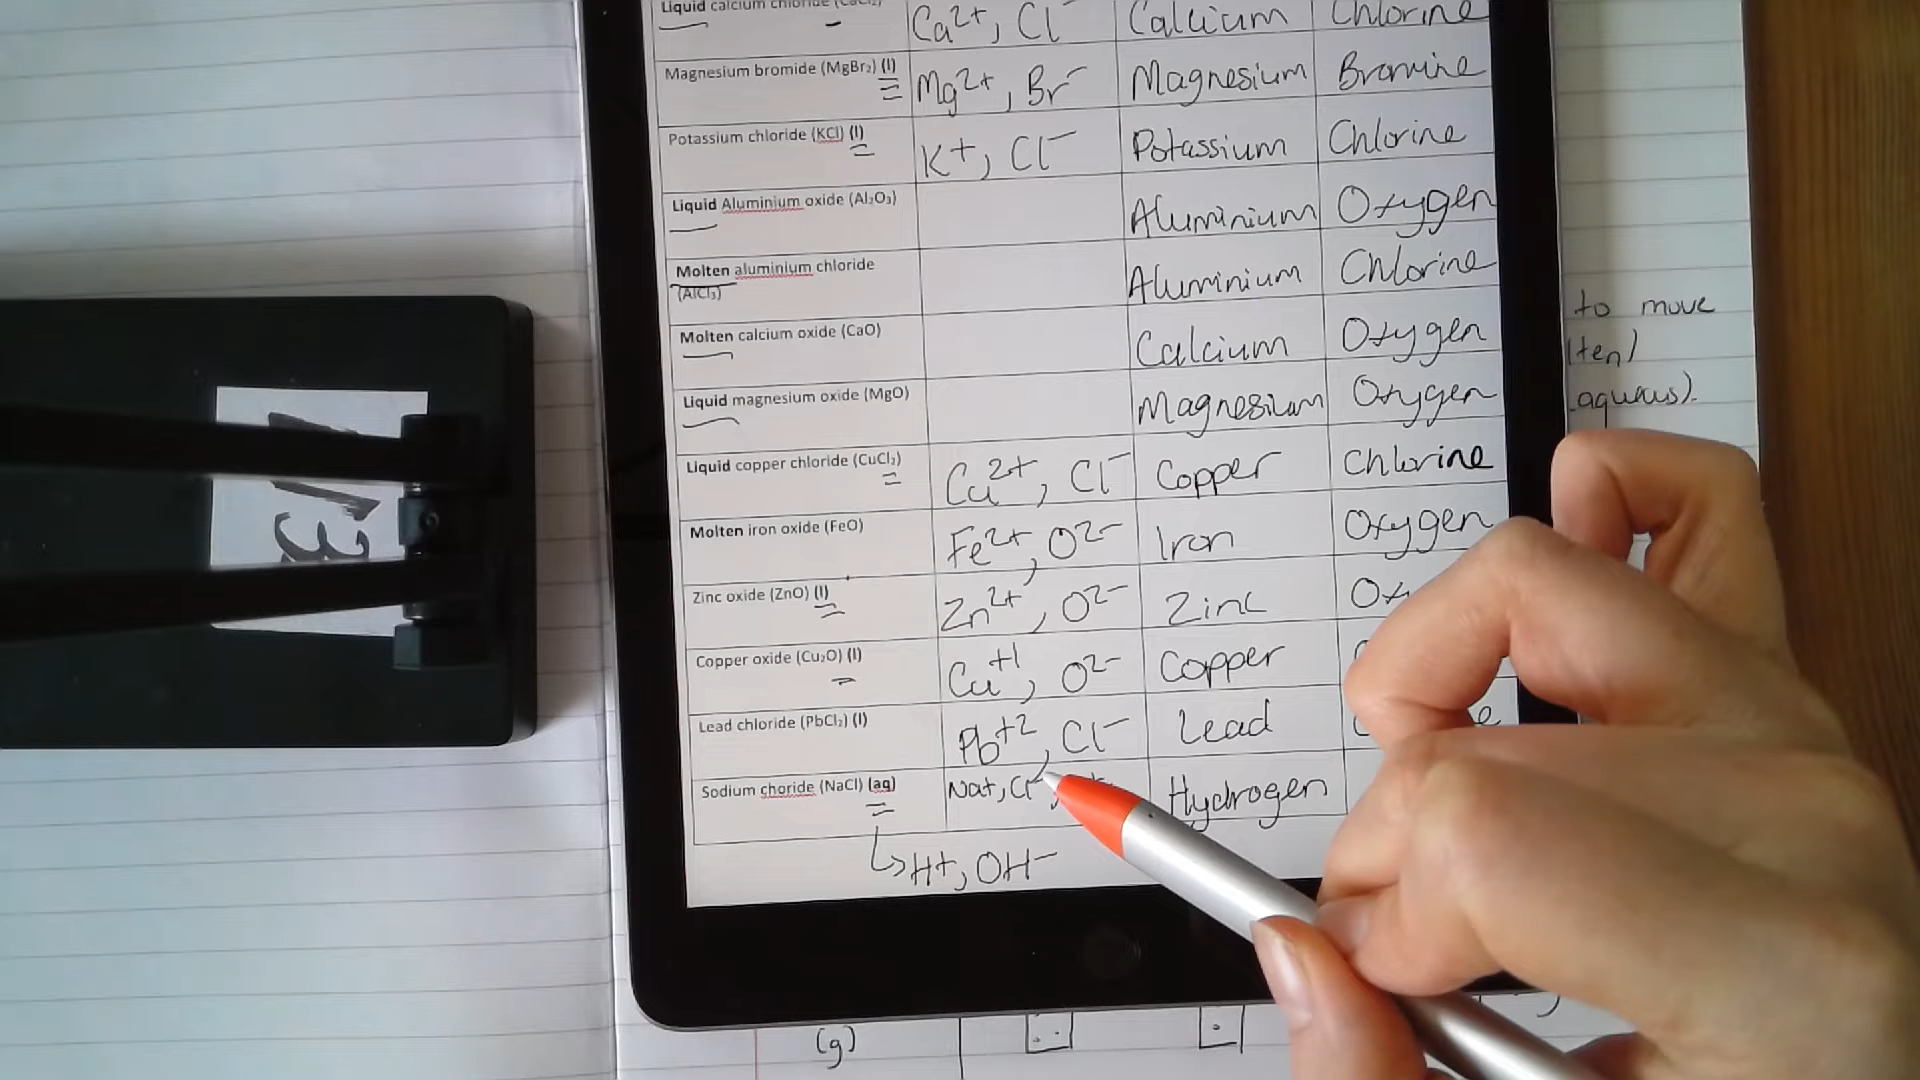 Liquid calcium chloride (CaCl₂) Ca²⁺, Cl⁻ Calcium Chlorine
Magnesium bromide (MgBr₂) (l) Mg²⁺, Br⁻ Magnesium Bromine
Potassium chloride (KCl) (l) K⁺, Cl⁻ Potassium Chlorine
Liquid Aluminium oxide (Al₂O₃) Aluminium Oxygen
Molten aluminium chloride Aluminium Chlorine
(AlCl₃)
Molten calcium oxide (CaO) Calcium Oxygen
Liquid magnesium oxide (MgO) Magnesium Oxygen
Liquid copper chloride (CuCl₂) Cu²⁺, Cl⁻ Copper Chlorine
Molten iron oxide (FeO) Fe²⁺, O²⁻ Iron Oxygen
Zinc oxide (ZnO) (l) Zn²⁺, O²⁻ Zinc
Copper oxide (Cu₂O) (l) Cu⁺¹, O²⁻ Copper
Lead chloride (PbCl₂) (l) Pb⁺², Cl⁻ Lead
Sodium choride (NaCl) (aq) Na⁺, Cl⁻, Hydrogen
↳ H⁺, OH⁻
to move
aqueous).
(g)
13